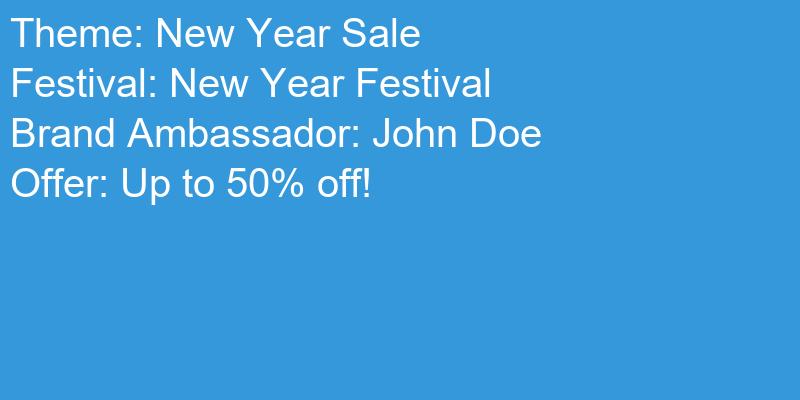 Theme: New Year Sale
Festival: New Year Festival
Brand Ambassador: John Doe
Offer: Up to 50% off!